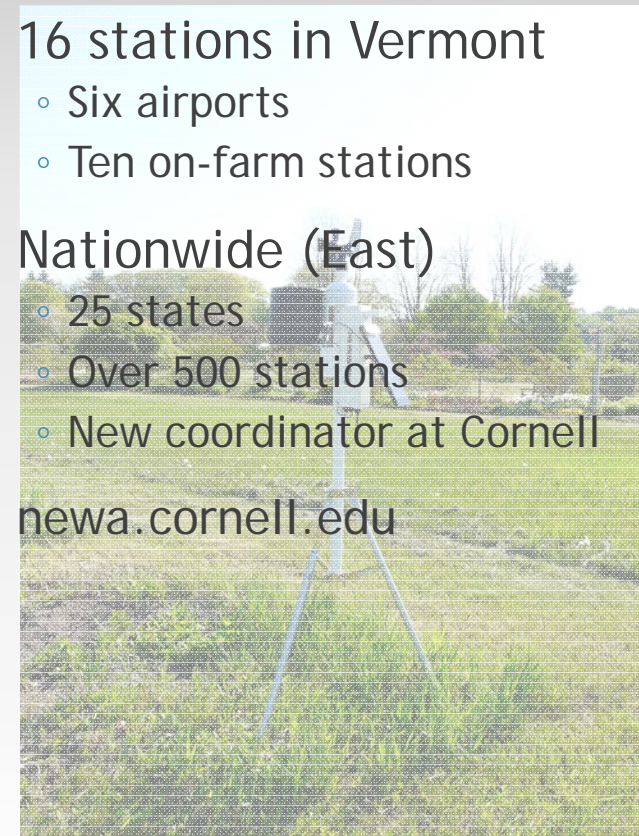 16 stations in Vermont
◦ Six airports
◦ Ten on-farm stations
Nationwide (East)
◦ 25 states
◦ Over 500 stations
◦ New coordinator at Cornell
newa.cornell.edu